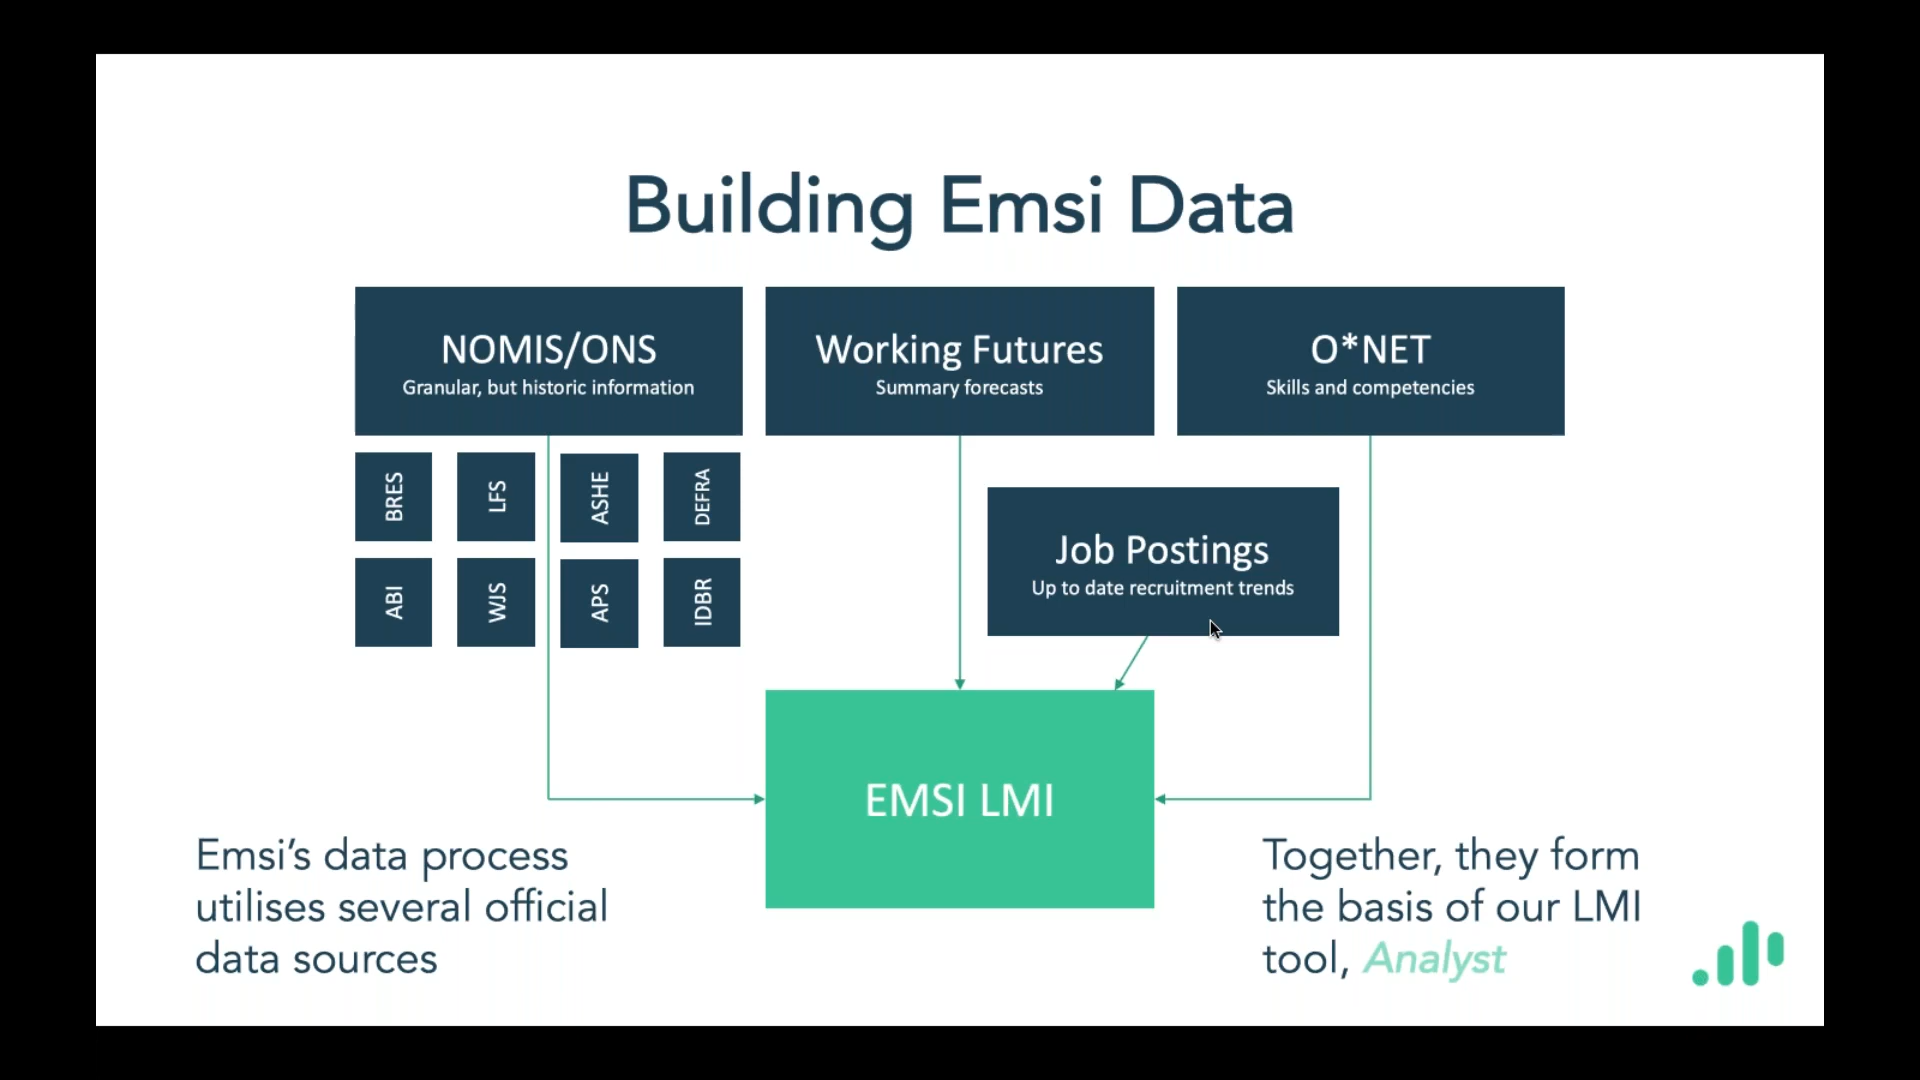 Building Emsi Data
NOMIS/ONS
Granular, but historic information
Working Futures
Summary forecasts
O*NET
Skills and competencies
BRES
LFS
ASHE
DEFRA
ABI
WJS
APS
IDBR
Job Postings
Up to date recruitment trends
EMSI LMI
Emsi’s data process
utilises several official
data sources
Together, they form
the basis of our LMI
tool, Analyst